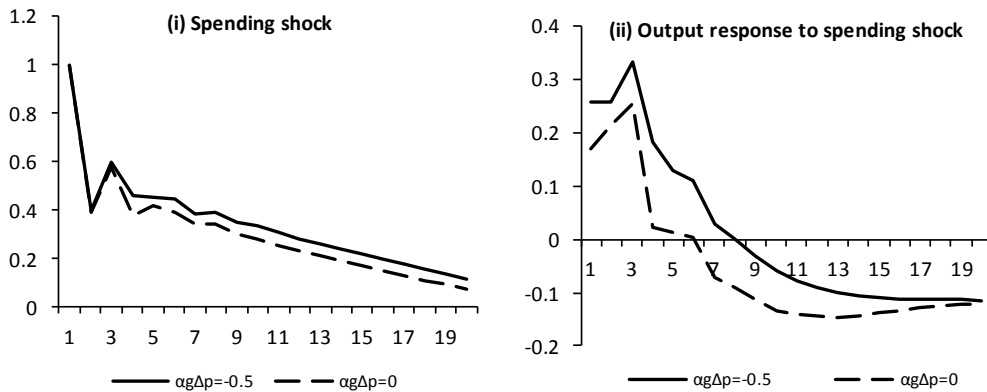 (i) Spending shock
1.2
1
0.8
0.6
0.4
0.2
0
1 3 5 7 9 11 13 15 17 19
αgΔp=-0.5 αgΔp=0
(ii) Output response to spending shock
0.4
0.3
0.2
0.1
0
-0.1
-0.2
1 3 5 7 9 11 13 15 17 19
αgΔp=-0.5 αgΔp=0